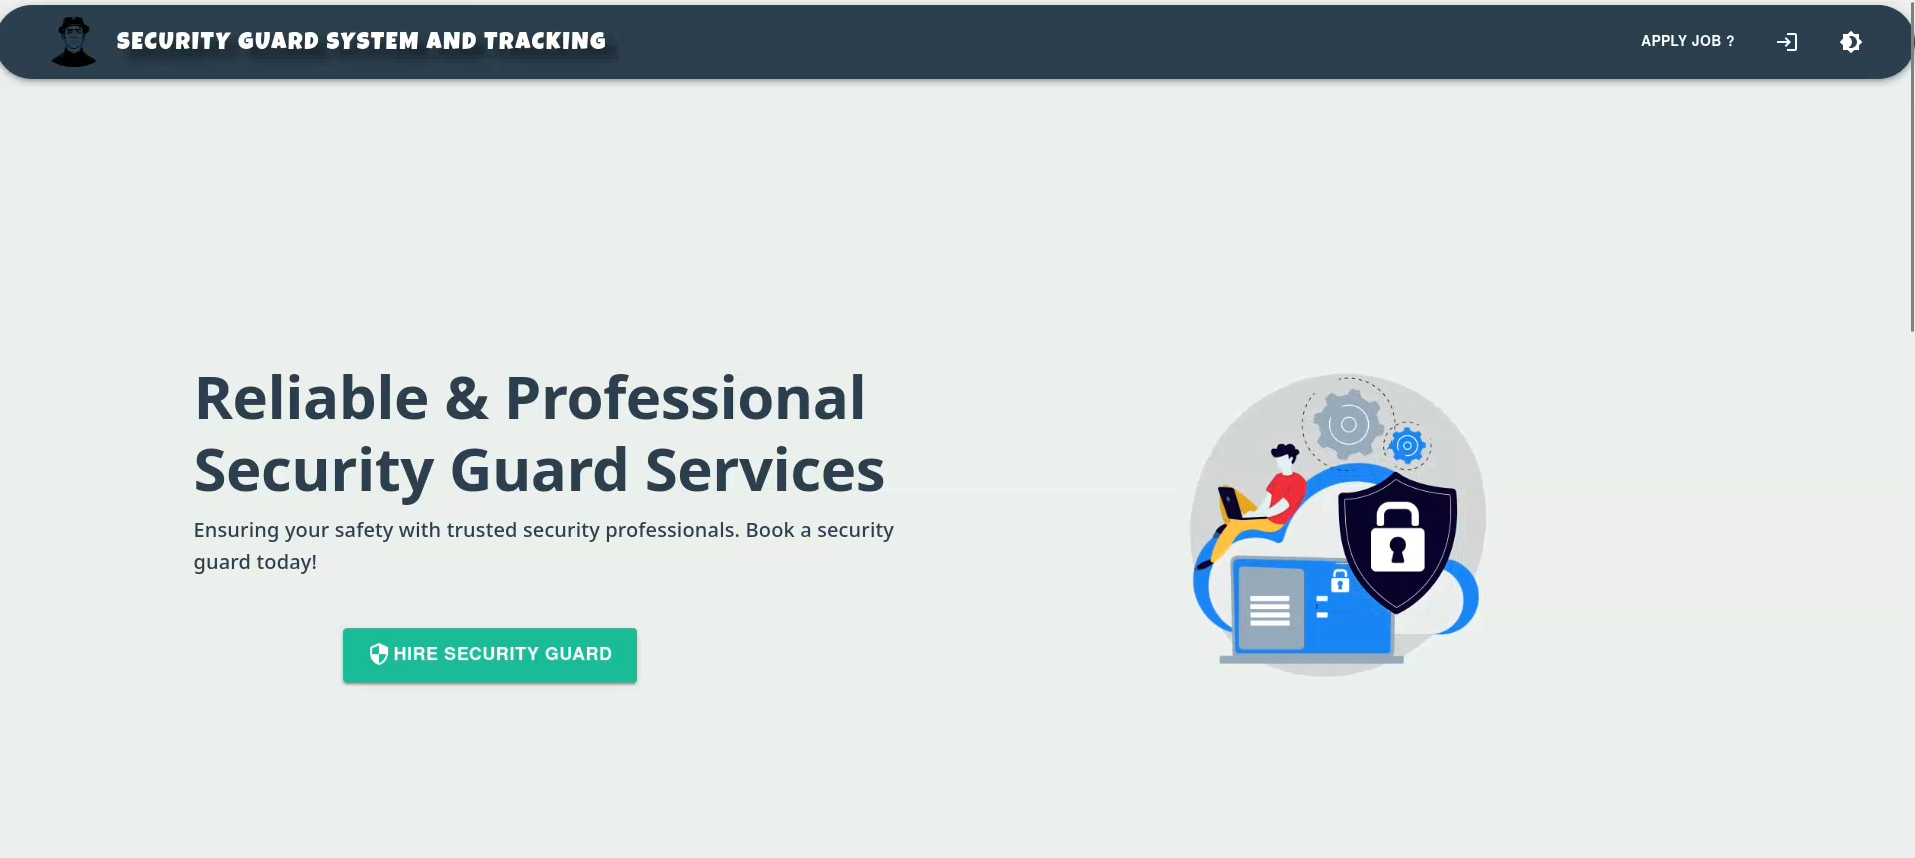 SECURITY GUARD SYSTEM AND TRACKING
APPLY JOB ?
Reliable & Professional
Security Guard Services
Ensuring your safety with trusted security professionals. Book a security
guard today!
HIRE SECURITY GUARD